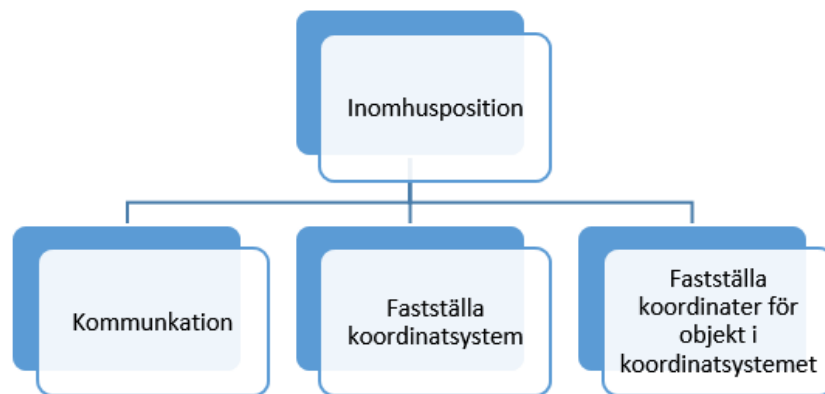 Inomhusposition
Kommunkation
Fastställa
koordinatsystem
Fastställa
koordinater för
objekt i
koordinatsystemet